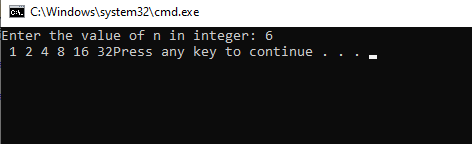 C:\Windows\system32\cmd.exe
Enter the value of n in integer: 6
 1 2 4 8 16 32Press any key to continue . . .